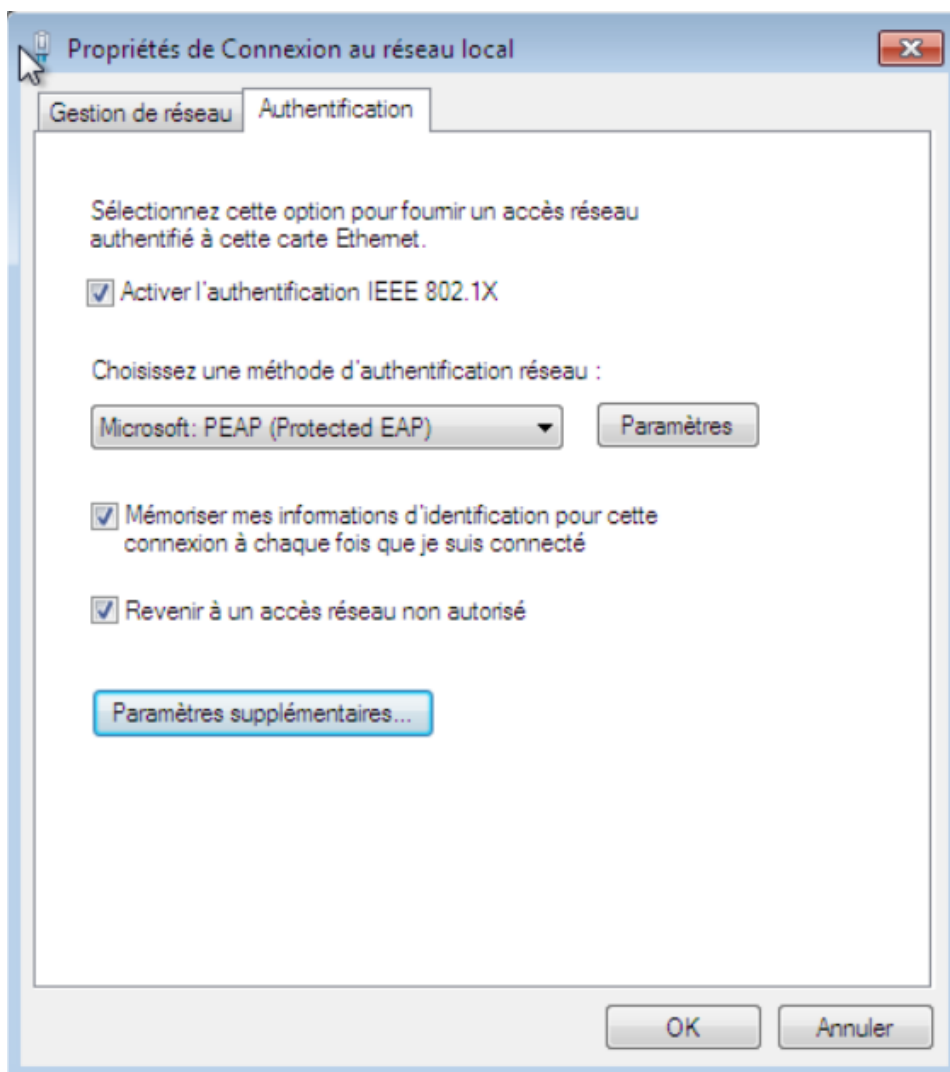 Propriétés de Connexion au réseau local
Gestion de réseau
Authentification
Sélectionnez cette option pour fournir un accès réseau
authentifié à cette carte Ethernet.
Activer l'authentification IEEE 802.1X
Choisissez une méthode d'authentification réseau :
Microsoft: PEAP (Protected EAP)
Paramètres
Mémoriser mes informations d'identification pour cette
connexion à chaque fois que je suis connecté
Revenir à un accès réseau non autorisé
Paramètres supplémentaires...
OK
Annuler